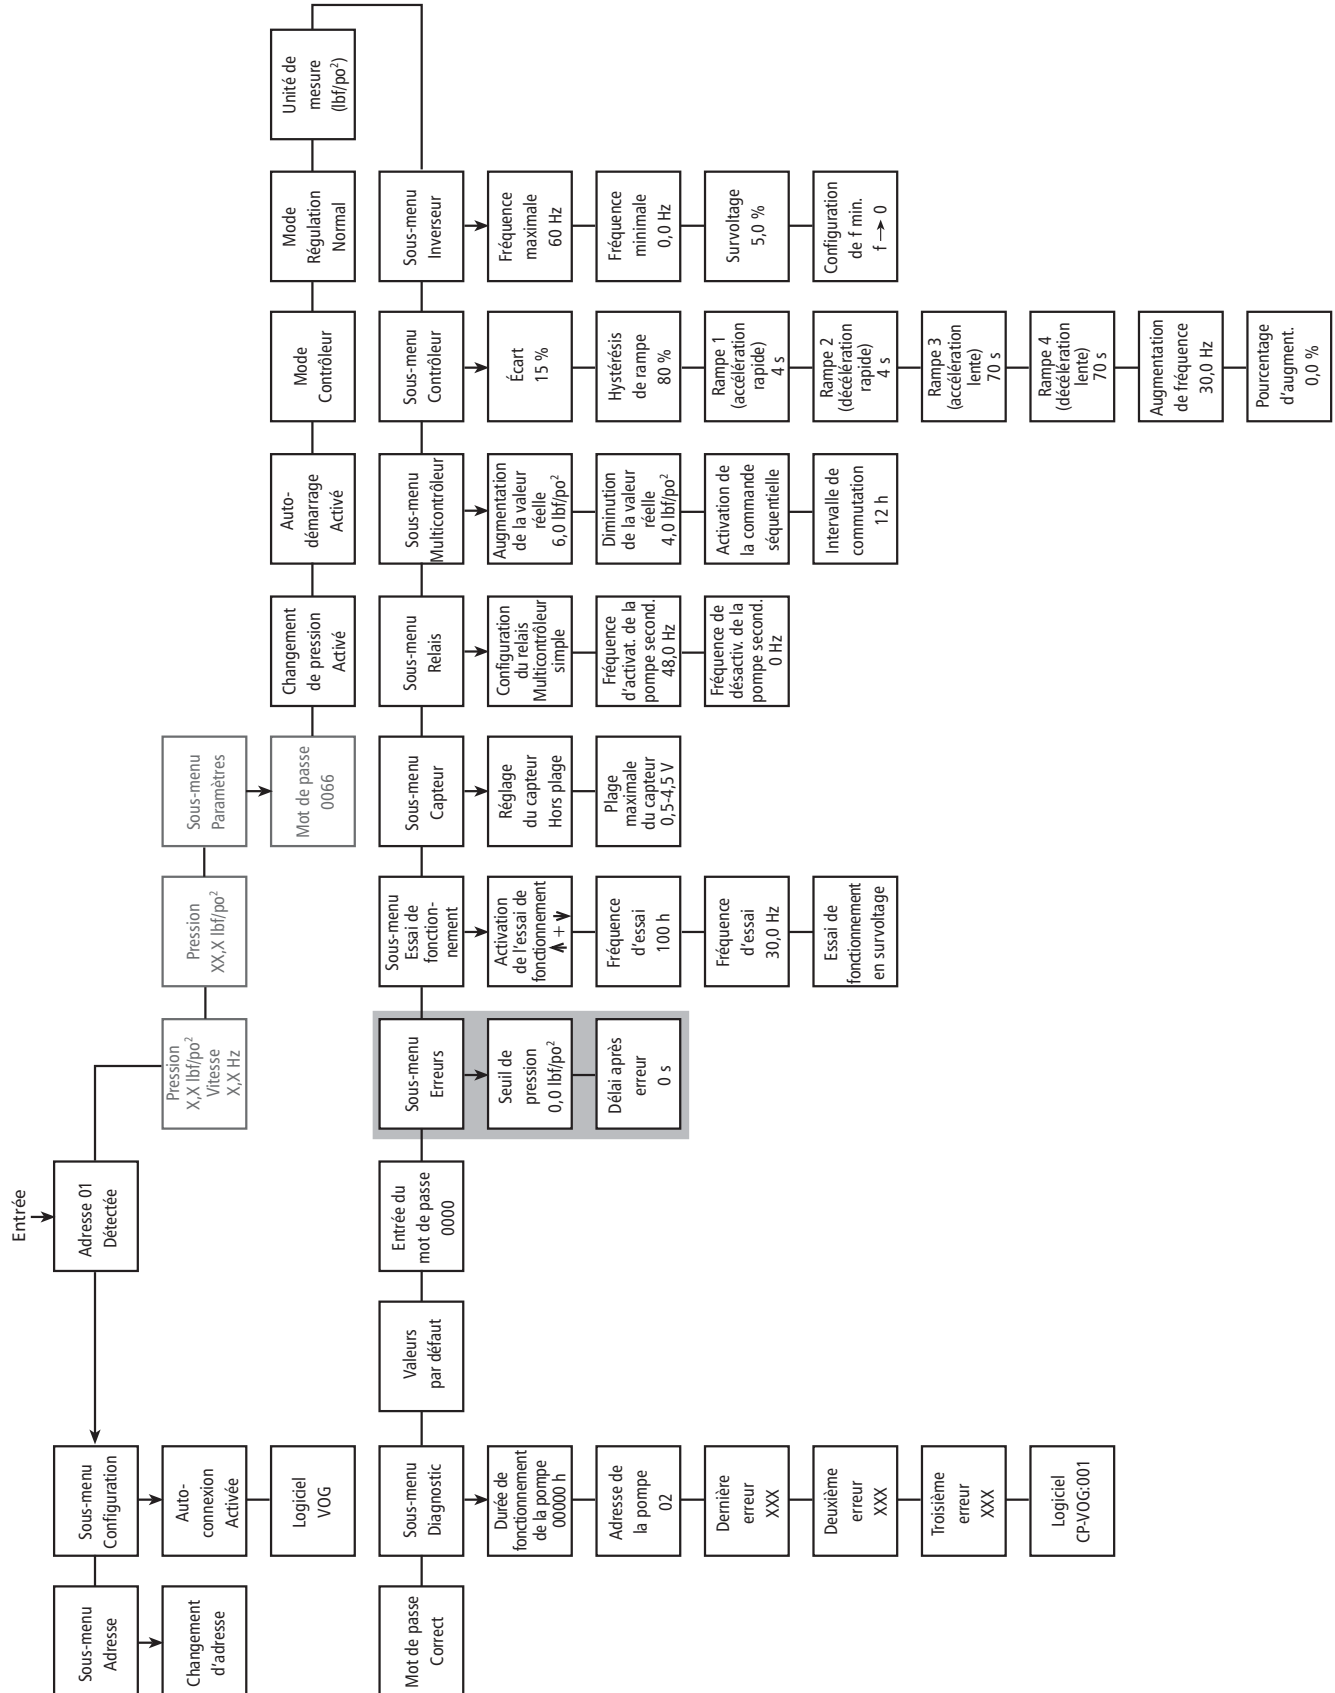 Entrée
Sous-menu
Adresse
Changement
d'adresse
Sous-menu
Configuration
Auto-
connexion
Activée
Logiciel
VOG
Adresse 01
Détectée
Pression
X,X lbf/po²
Vitesse
X,X Hz
Pression
XX,X lbf/po²
Sous-menu
Paramètres
Mot de passe
0066
Changement
de pression
Activé
Auto-
démarrage
Activé
Mode
Contrôleur
Mode
Régulation
Normal
Unité de
mesure
(lbf/po²)
Mot de passe
Correct
Sous-menu
Diagnostic
Durée de
fonctionnement
de la pompe
00000 h
Adresse de
la pompe
02
Dernière
erreur
XXX
Deuxième
erreur
XXX
Troisième
erreur
XXX
Logiciel
CP-VOG:001
Valeurs
par défaut
Entrée du
mot de passe
0000
Sous-menu
Erreurs
Seuil de
pression
0,0 lbf/po²
Délai après
erreur
0 s
Sous-menu
Essai de
fonction-
nement
Activation
de l'essai de
fonctionnement
+
Fréquence
d'essai
100 h
Fréquence
d'essai
30,0 Hz
Essai de
fonctionnement
en survoltage
Sous-menu
Capteur
Réglage
du capteur
Hors plage
Plage
maximale
du capteur
0,5-4,5 V
Sous-menu
Relais
Configuration
du relais
Multicontrôleur
simple
Fréquence
d'activat. de la
pompe second.
48,0 Hz
Fréquence de
désactiv. de la
pompe second.
0 Hz
Sous-menu
Multicontrôleur
Augmentation
de la valeur
réelle
6,0 lbf/po²
Diminution
de la valeur
réelle
4,0 lbf/po²
Activation de
la commande
séquentielle
Intervalle de
commutation
12 h
Sous-menu
Contrôleur
Écart
15 %
Hystérésis
de rampe
80 %
Rampe 1
(accélération
rapide)
4 s
Rampe 2
(décélération
rapide)
4 s
Rampe 3
(accélération
lente)
70 s
Rampe 4
(décélération
lente)
70 s
Augmentation
de fréquence
30,0 Hz
Pourcentage
d'augment.
0,0 %
Sous-menu
Inverseur
Fréquence
maximale
60 Hz
Fréquence
minimale
0,0 Hz
Survoltage
5,0 %
Configuration
de f min.
f → 0